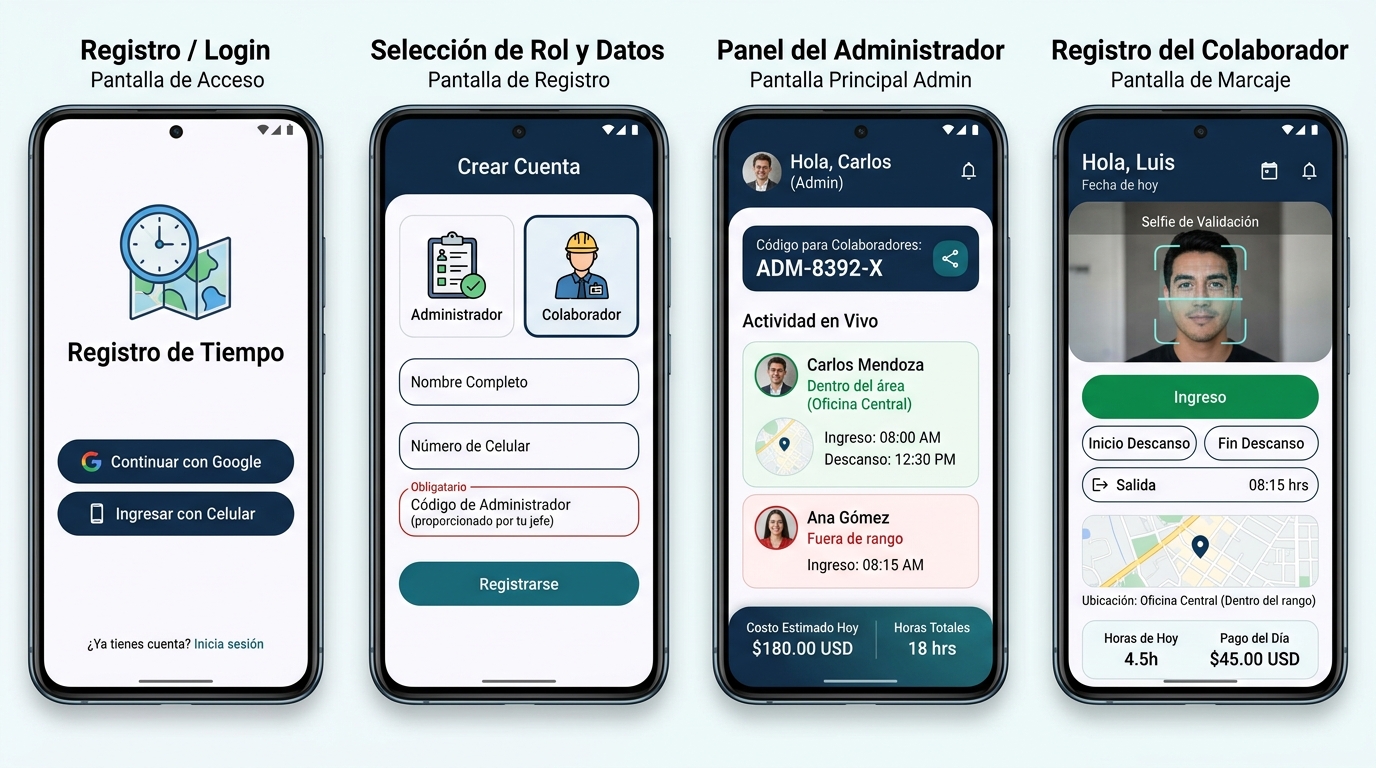 Registro / Login
Pantalla de Acceso
Registro de Tiempo
Continuar con Google
Ingresar con Celular
¿Ya tienes cuenta? Inicia sesión
Selección de Rol y Datos
Pantalla de Registro
Crear Cuenta
Administrador
Colaborador
Nombre Completo
Número de Celular
Obligatario
Código de Administrador
(proporcionado por tu jefe)
Registrarse
Panel del Administrador
Pantalla Principal Admin
Hola, Carlos
(Admin)
Código para Colaboradores:
ADM-8392-X
Actividad en Vivo
Carlos Mendoza
Dentro del área
(Oficina Central)
Ingreso: 08:00 AM
Descanso: 12:30 PM
Ana Gómez
Fuera de rango
Ingreso: 08:15 AM
Costo Estimado Hoy
$180.00 USD
Horas Totales
18 hrs
Registro del Colaborador
Pantalla de Marcaje
Hola, Luis
Fecha de hoy
Selfie de Validación
Ingreso
Inicio Descanso
Fin Descanso
Salida
08:15 hrs
Ubicación: Oficina Central (Dentro del rango)
Horas de Hoy
4.5h
Pago del Día
$45.00 USD